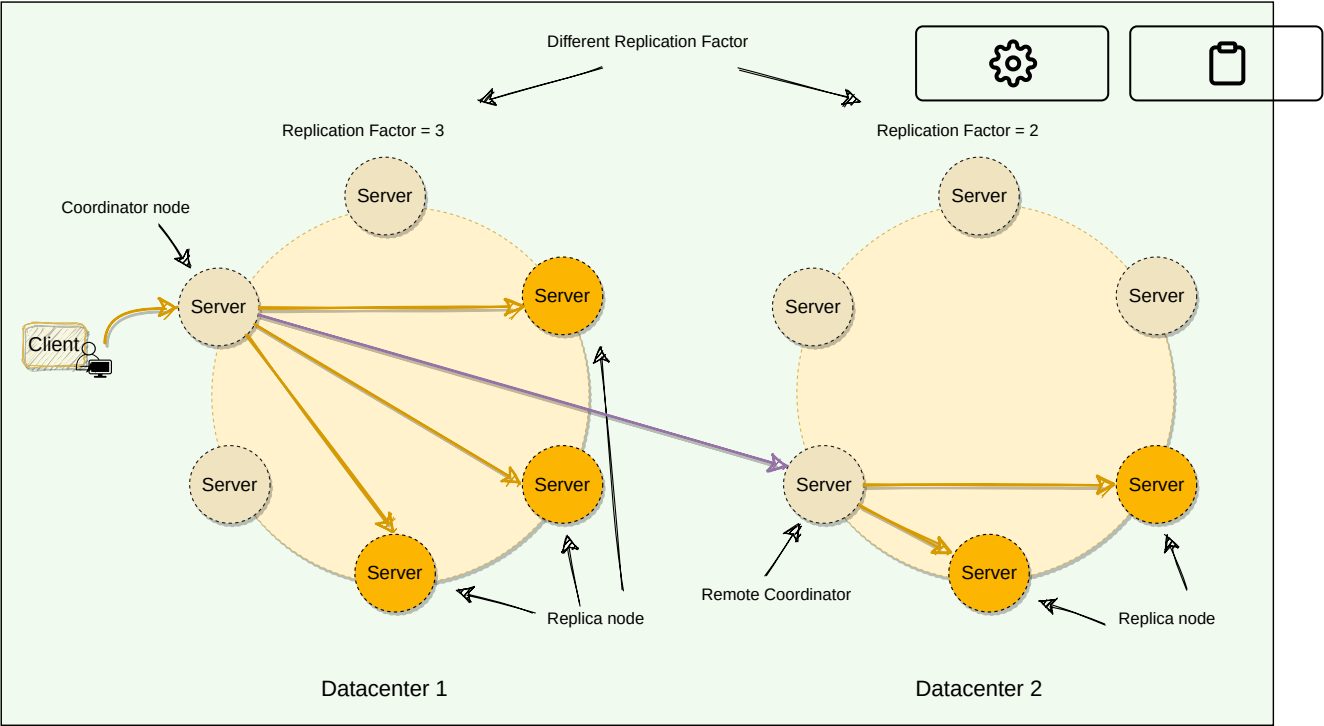 Different Replication Factor
Replication Factor = 3
Replication Factor = 2
Server
Server
Coordinator node
Server
Server
Server
Server
Server
Client
Server
Server
Server
Server
Server
Server
Remote Coordinator
Replica node
Replica node
Datacenter 1
Datacenter 2